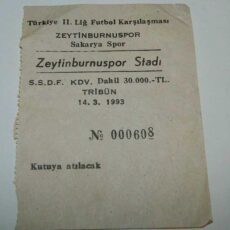 Türkiye II. Lig Futbol Karşılaşması
ZEYTİNBURNUSPOR
Sakarya Spor
Zeytinburnuspor Stadı
S.S.D.F. KDV. Dahil 30.000.-TL.
TRİBÜN
14. 3. 1993
№ 000608
Kutuya atılacak